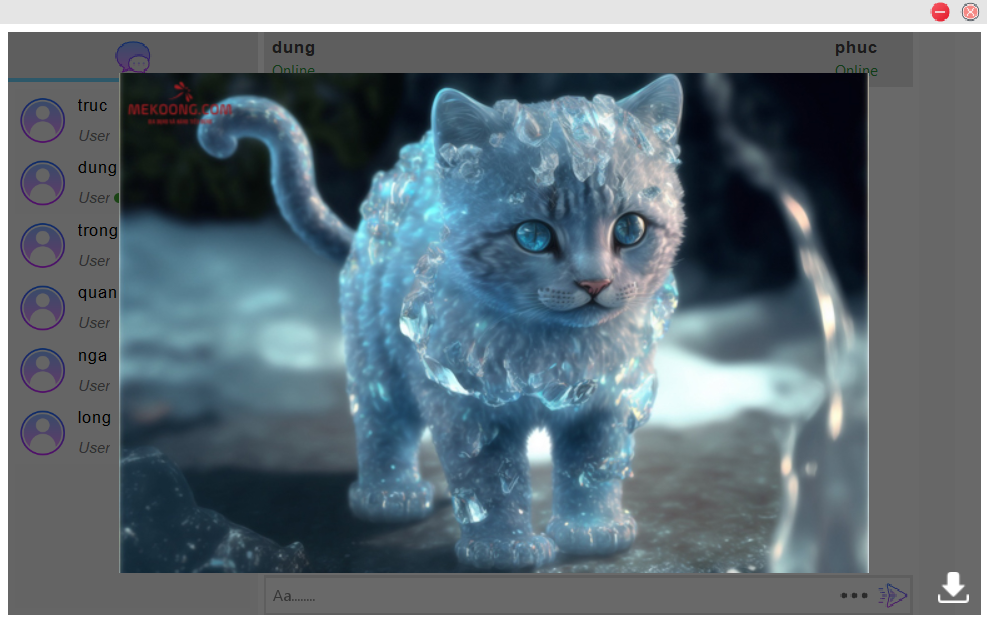 dung
phuc
Online
Online
truc
User
dung
User
trong
User
quan
User
nga
User
long
User
MEKOONG.COM
Aa........